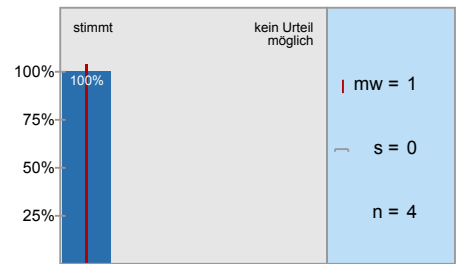 stimmt
kein Urteil
möglich
100%
100%
75%
50%
25%
mw = 1
s = 0
n = 4